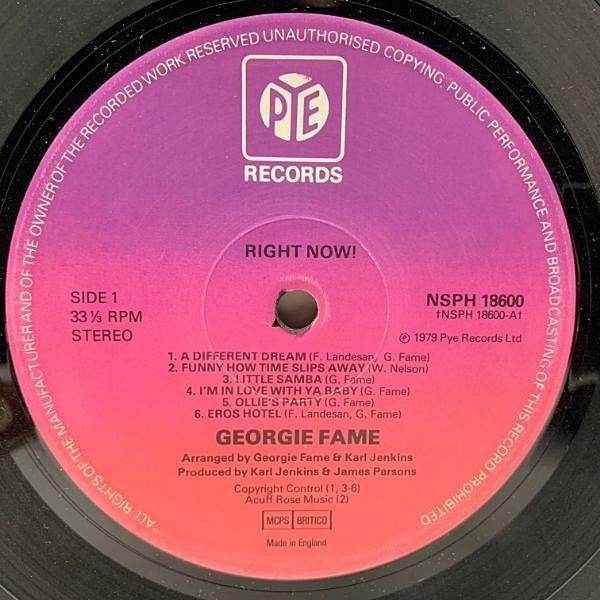 ALL RIGHTS OF THE MANUFACTURER AND OF THE OWNER OF THE RECORDED WORK RESERVED UNAUTHORISED COPYING, PUBLIC PERFORMANCE AND BROADCASTING OF THIS RECORD PROHIBITED
PYE
RECORDS
RIGHT NOW!
SIDE 1
33 ⅓ RPM
STEREO
NSPH 18600
†NSPH 18600-A†
℗ 1979 Pye Records Ltd
1. A DIFFERENT DREAM (F. Landesan, G. Fame)
2. FUNNY HOW TIME SLIPS AWAY (W. Nelson)
3. LITTLE SAMBA (G. Fame)
4. I'M IN LOVE WITH YA BABY (G. Fame)
5. OLLIE'S PARTY (G. Fame)
6. EROS HOTEL (F. Landesan, G. Fame)
GEORGIE FAME
Arranged by Georgie Fame & Karl Jenkins
Produced by Karl Jenkins & James Parsons
Copyright Control (1, 3-6)
Acuff Rose Music (2)
MCPS BRITICO
Made in England